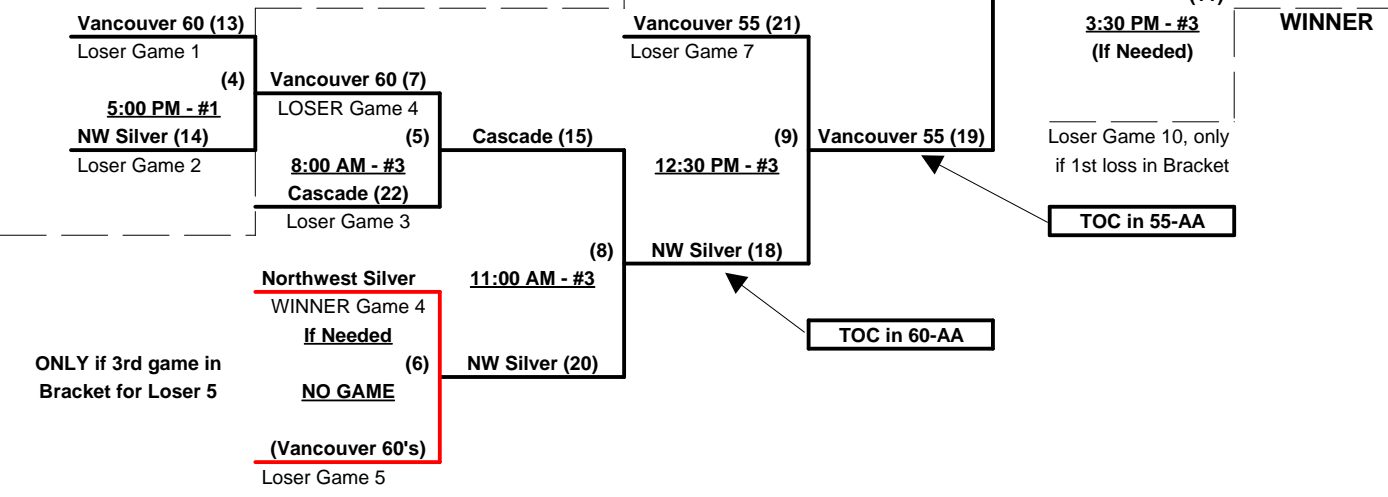 Vancouver 60 (13)
Loser Game 1
(4)
5:00 PM - #1
NW Silver (14)
Loser Game 2
Vancouver 60 (7)
LOSER Game 4
(5)
8:00 AM - #3
Cascade (22)
Loser Game 3
Cascade (15)
Northwest Silver
WINNER Game 4
If Needed
(6)
NO GAME
(Vancouver 60's)
Loser Game 5
ONLY if 3rd game in
Bracket for Loser 5
(8)
11:00 AM - #3
NW Silver (20)
Vancouver 55 (21)
Loser Game 7
(9)
12:30 PM - #3
NW Silver (18)
TOC in 60-AA
Vancouver 55 (19)
TOC in 55-AA
3:30 PM - #3
(If Needed)
Loser Game 10, only
if 1st loss in Bracket
WINNER